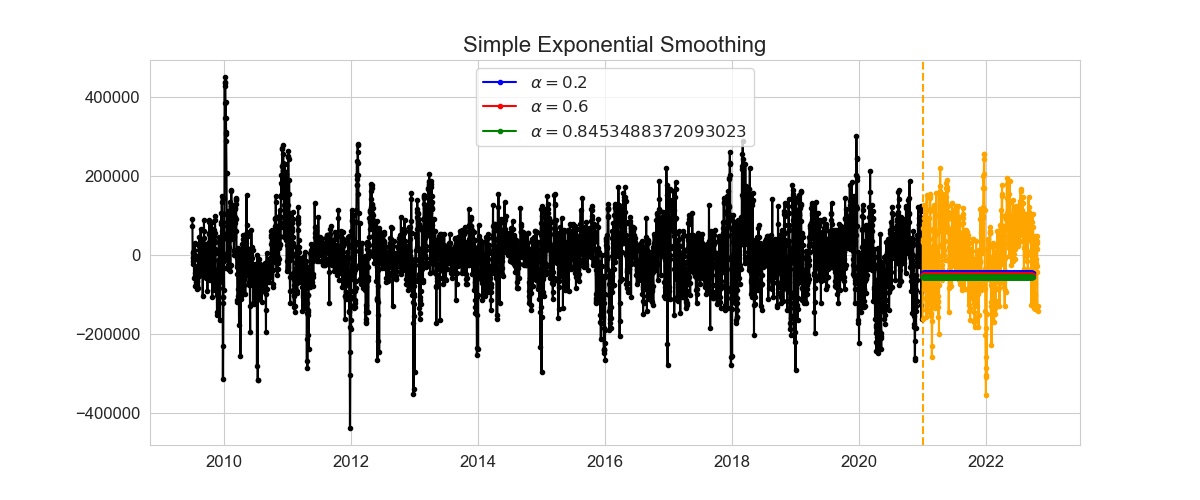 Simple Exponential Smoothing
α = 0.2
α = 0.6
α = 0.8453488372093023
400000
200000
0
−200000
−400000
2010 2012 2014 2016 2018 2020 2022